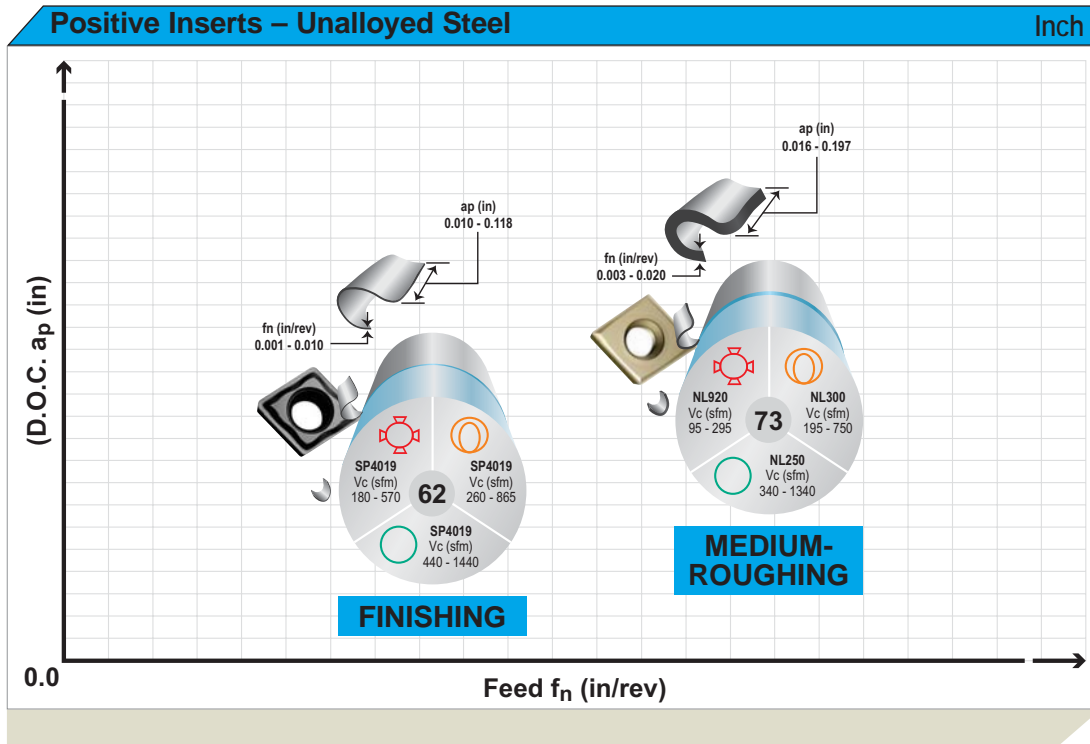 Positive Inserts – Unalloyed Steel
Inch
(D.O.C. ap (in)
ap (in)
0.016 - 0.197
fn (in/rev)
0.003 - 0.020
ap (in)
0.010 - 0.118
fn (in/rev)
0.001 - 0.010
SP4019
Vc (sfm)
180 - 570
62
SP4019
Vc (sfm)
260 - 865
SP4019
Vc (sfm)
440 - 1440
FINISHING
NL920
Vc (sfm)
95 - 295
73
NL300
Vc (sfm)
195 - 750
NL250
Vc (sfm)
340 - 1340
MEDIUM-
ROUGHING
0.0
Feed fn (in/rev)